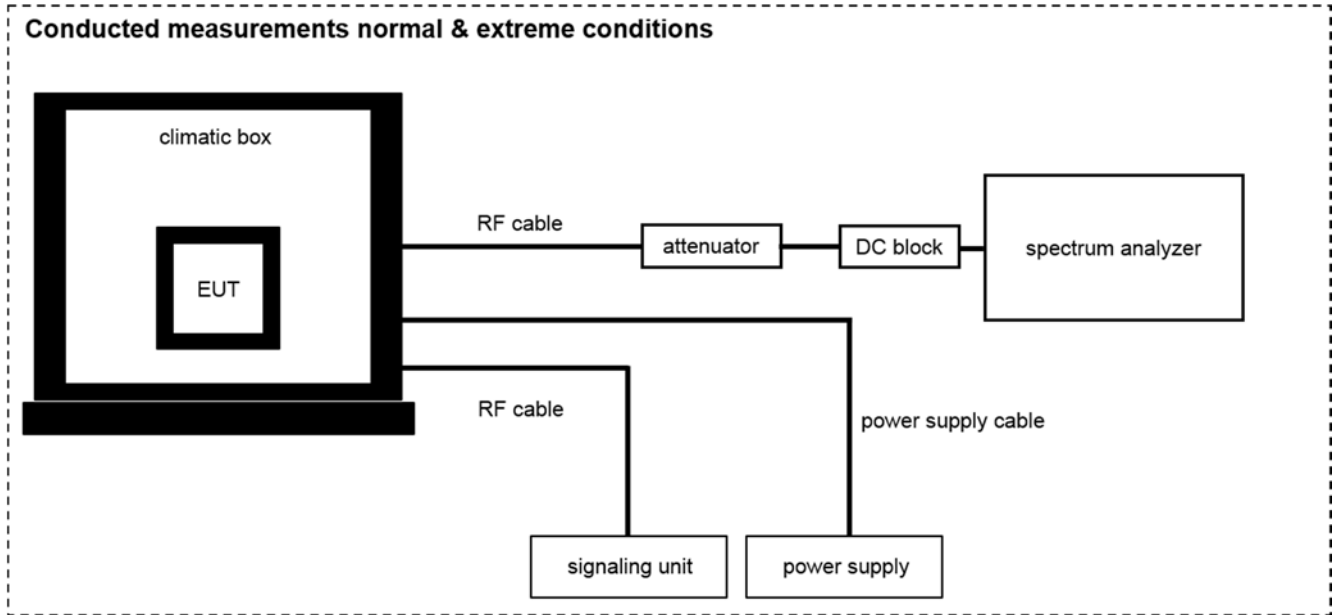 Conducted measurements normal & extreme conditions
climatic box
RF cable
attenuator
DC block
spectrum analyzer
EUT
RF cable
power supply cable
signaling unit
power supply